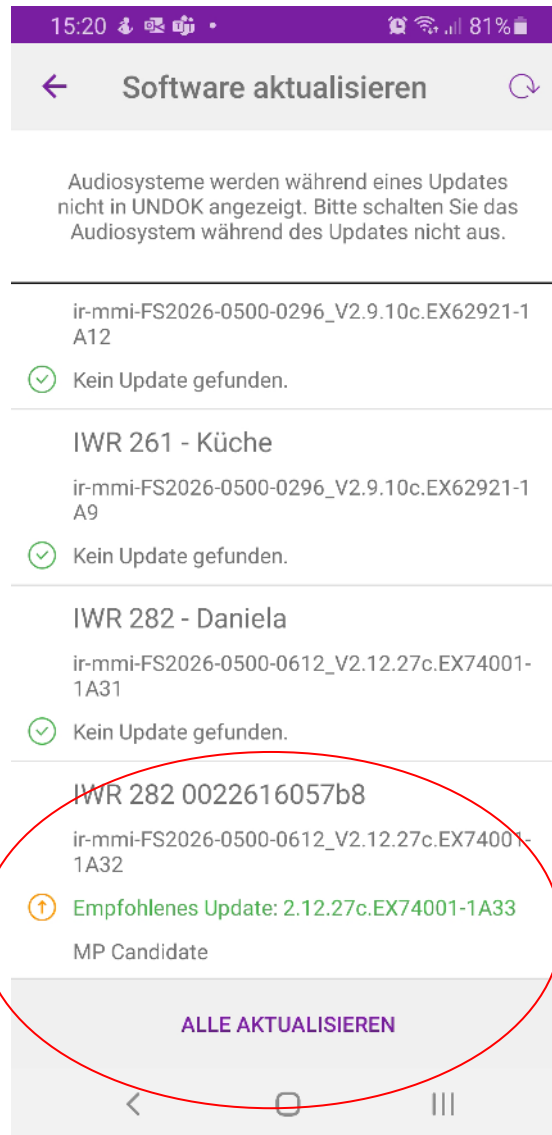 15:20
81%
Software aktualisieren
Audiosysteme werden während eines Updates
nicht in UNDOK angezeigt. Bitte schalten Sie das
Audiosystem während des Updates nicht aus.
ir-mmi-FS2026-0500-0296_V2.9.10c.EX62921-1
A12
Kein Update gefunden.
IWR 261 - Küche
ir-mmi-FS2026-0500-0296_V2.9.10c.EX62921-1
A9
Kein Update gefunden.
IWR 282 - Daniela
ir-mmi-FS2026-0500-0612_V2.12.27c.EX74001-
1A31
Kein Update gefunden.
IWR 282 0022616057b8
ir-mmi-FS2026-0500-0612_V2.12.27c.EX74001-
1A32
Empfohlenes Update: 2.12.27c.EX74001-1A33
MP Candidate
ALLE AKTUALISIEREN